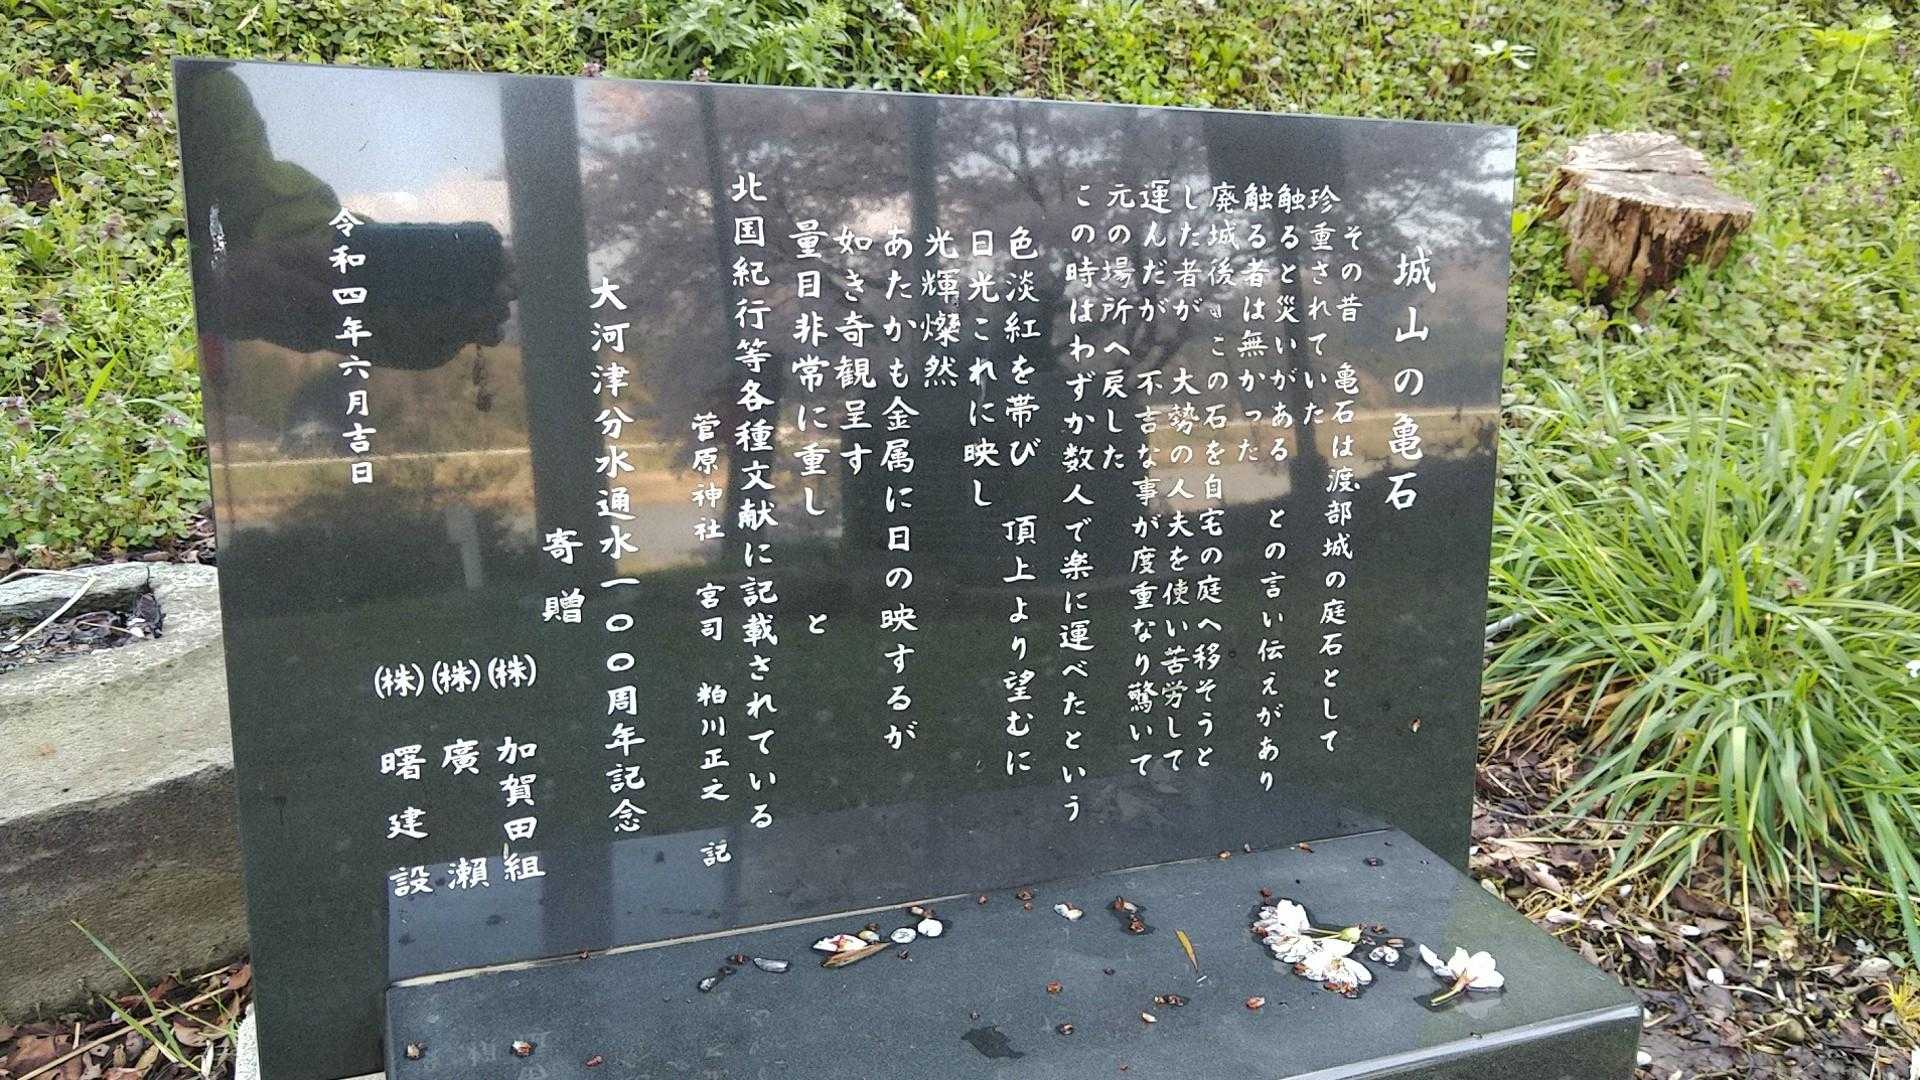 城山の亀石
その昔 亀石は渡部城の庭石として
珍重されていた
触ると災いがある との言い伝えがあり
触る者は無かった
廃城後 この石を自宅の庭へ移そうと
した者が 大勢の人夫を使い苦労して
運んだが 不吉な事が度重なり驚いて
元の場所へ戻した
この時はわずか数人で楽に運べたという
色淡紅を帯び 頂上より望むに
日光これに映し
光輝燦然
あたかも金属に日の映するが
如き奇観呈す
量目非常に重し と
北国紀行等各種文献に記載されている
菅原神社 宮司 粕川正之 記
大河津分水通水一〇〇周年記念
寄贈
(株) 加賀田組
(株) 廣瀬
(株) 曙建設
令和四年六月吉日